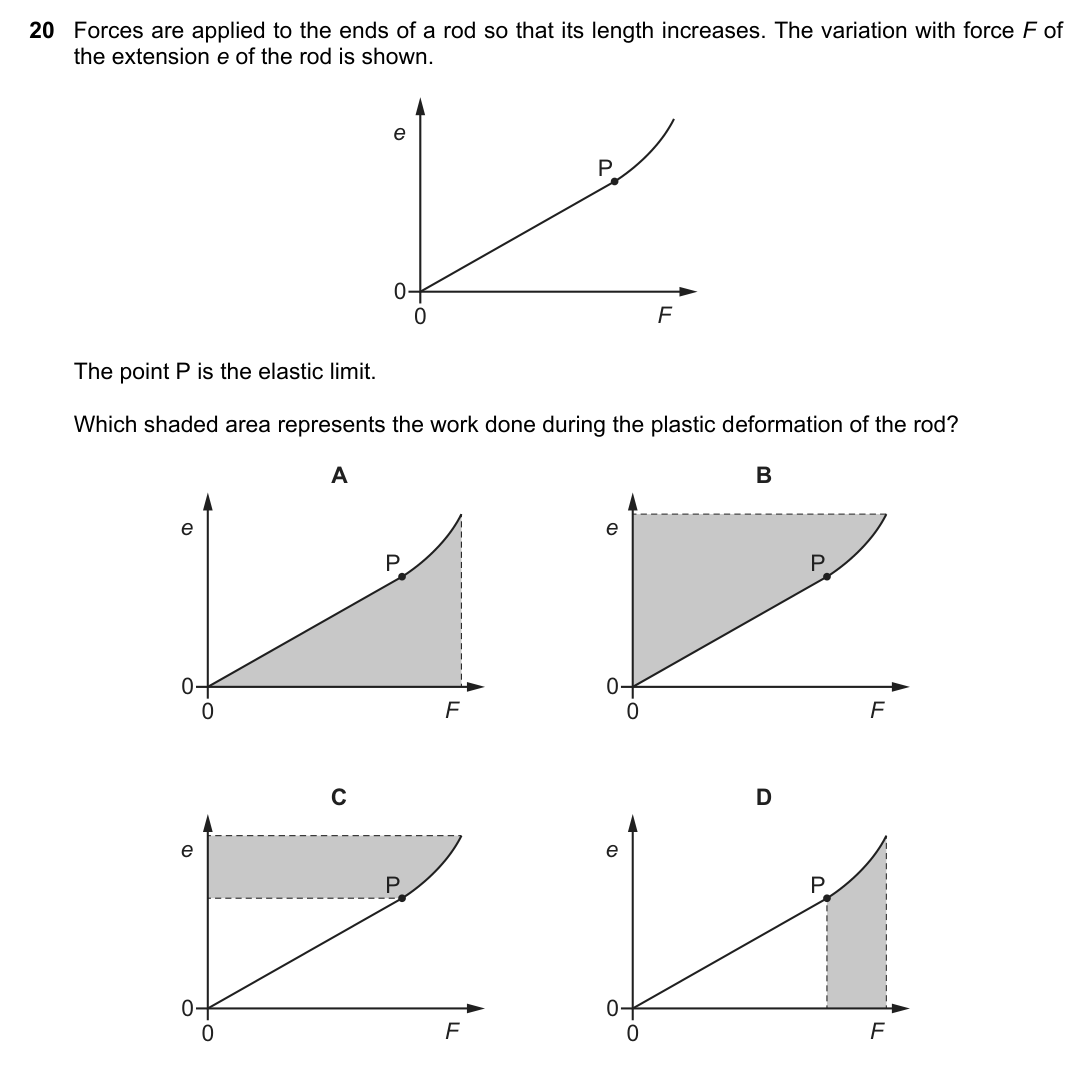 20 Forces are applied to the ends of a rod so that its length increases. The variation with force F of
the extension e of the rod is shown.
e
P
0
0
F
The point P is the elastic limit.
Which shaded area represents the work done during the plastic deformation of the rod?
A
B
e
P
0
0
F
e
P
0
0
F
C
D
e
P
0
0
F
e
P
0
0
F